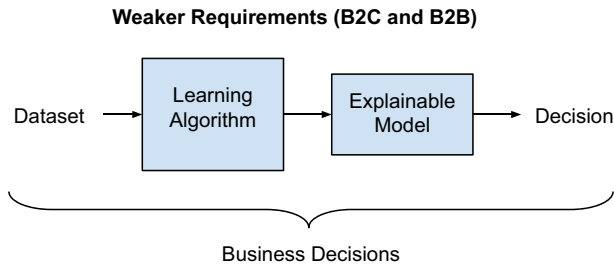 Weaker Requirements (B2C and B2B)
Dataset
Learning
Algorithm
Explainable
Model
Decision
Business Decisions